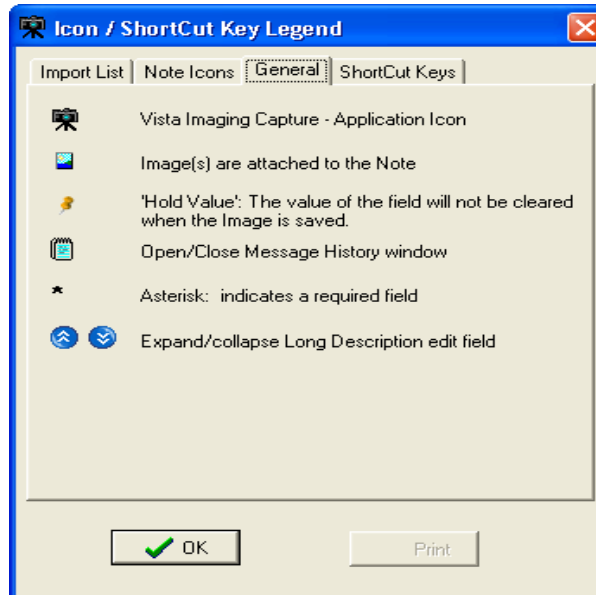 Icon / ShortCut Key Legend
Import List Note Icons General ShortCut Keys
Vista Imaging Capture - Application Icon
Image(s) are attached to the Note
'Hold Value': The value of the field will not be cleared
when the Image is saved.
Open/Close Message History window
* Asterisk: indicates a required field
Expand/collapse Long Description edit field
OK Print